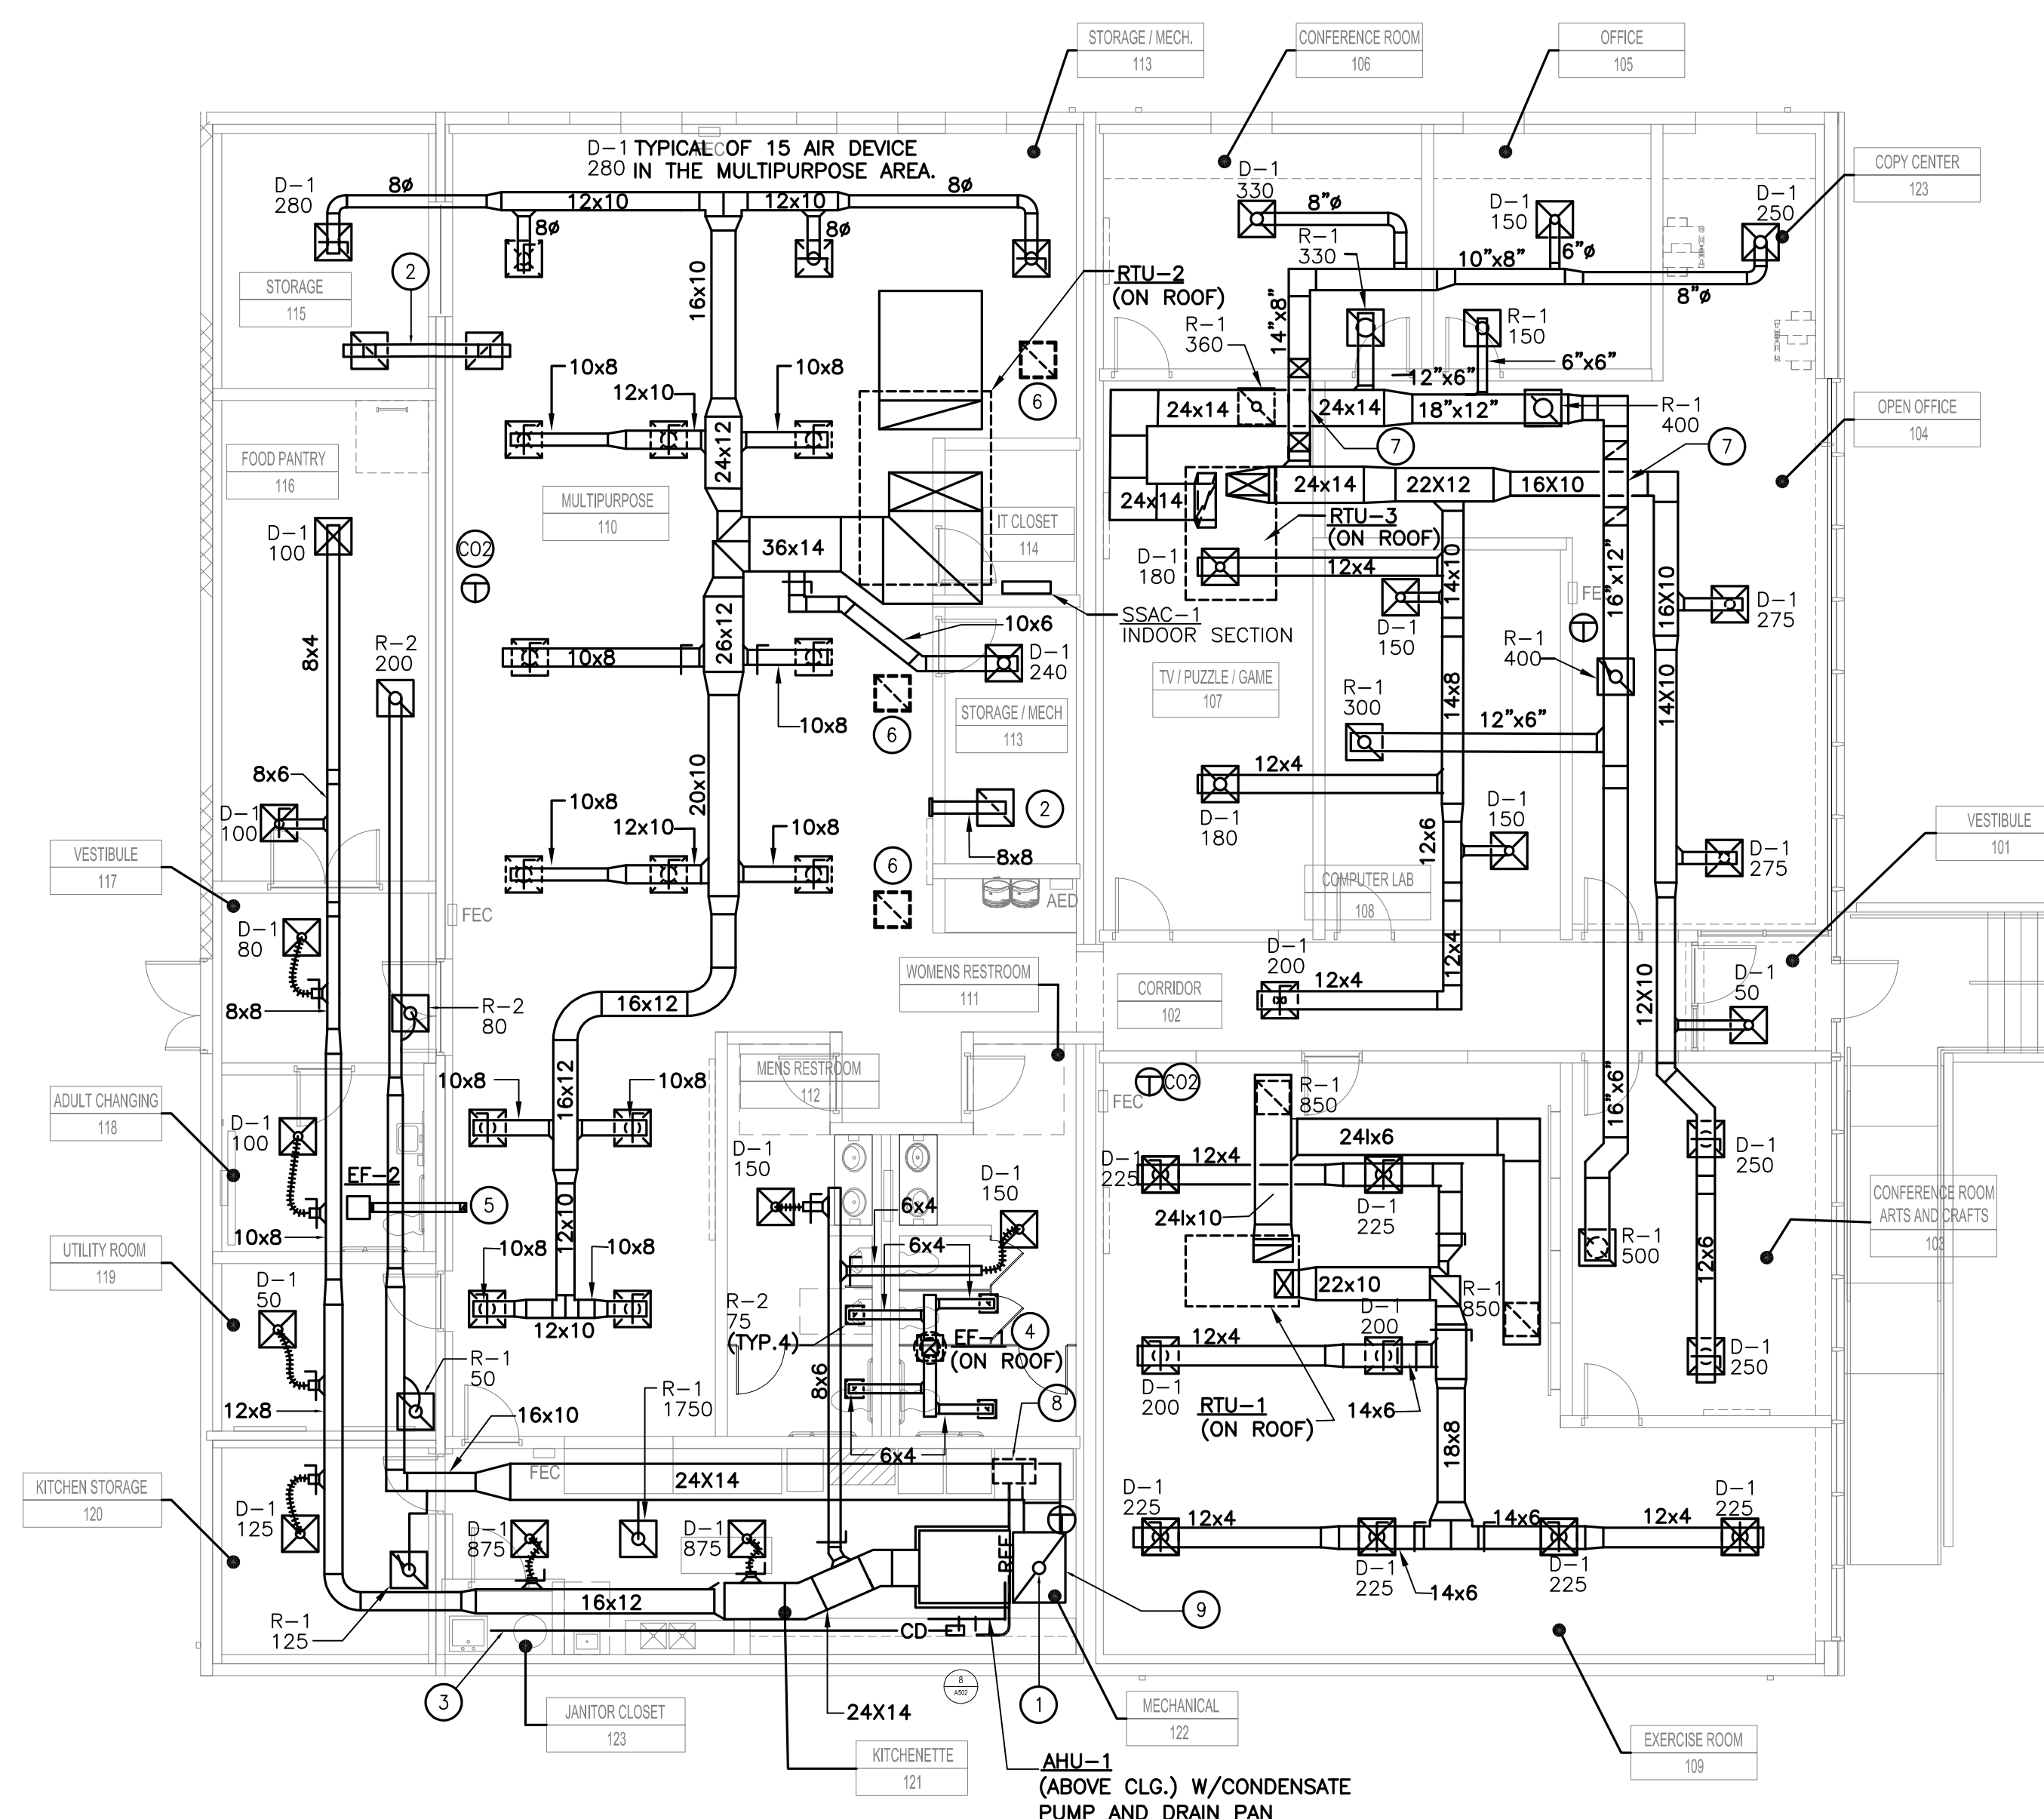 STORAGE / MECH.
113
CONFERENCE ROOM
106
OFFICE
105
COPY CENTER
123
D-1 TYPICAL OF 15 AIR DEVICE
280 IN THE MULTIPURPOSE AREA.
FEC
D-1
280
8ø
12x10
12x10
8ø
8ø
8ø
D-1
330
8"ø
D-1
150
D-1
250
6"ø
10"x8"
8"ø
R-1
330
14"x8"
R-1
360
R-1
150
6"x6"
12"x6"
2
STORAGE
115
16x10
RTU-2
(ON ROOF)
6
10x8
12x10
10x8
24x12
24x14
24x14
18"x12"
R-1
400
7
7
OPEN OFFICE
104
FOOD PANTRY
116
MULTIPURPOSE
110
D-1
100
CO2
T
36x14
IT CLOSET
114
24x14
24x14
22X12
16X10
RTU-3
(ON ROOF)
D-1
180
12x4
14x10
16"x12"
16X10
FEC
T
D-1
275
D-1
150
SSAC-1
INDOOR SECTION
8x4
R-2
200
10x8
26x12
10x6
D-1
240
10x8
6
STORAGE / MECH
113
TV / PUZZLE / GAME
107
R-1
400
R-1
300
12"x6"
14x8
14X10
8x6
D-1
100
10x8
12x10
20x10
10x8
2
8x8
12x4
D-1
180
D-1
150
12x6
D-1
275
VESTIBULE
101
VESTIBULE
117
6
AED
COMPUTER LAB
108
FEC
D-1
80
8x8
R-2
80
16x12
WOMENS RESTROOM
111
CORRIDOR
102
D-1
200
12x4
12x4
12X10
D-1
50
ADULT CHANGING
118
10x8
16x12
10x8
MENS RESTROOM
112
T
CO2
FEC
R-1
850
16"x6"
D-1
100
EF-2
5
D-1
150
D-1
150
D-1
225
12x4
24Ix6
D-1
225
24Ix10
D-1
250
R-1
500
CONFERENCE ROOM
ARTS AND CRAFTS
103
UTILITY ROOM
119
10x8
12x10
10x8
10x8
12x10
6x4
6x4
22x10
R-1
850
12x6
D-1
50
R-2
75
(TYP.4)
EF-1
(ON ROOF)
4
8x6
12x4
D-1
200
D-1
200
D-1
250
R-1
50
12x8
16x10
R-1
1750
8
RTU-1
(ON ROOF)
14x6
18x8
6x4
FEC
24X14
KITCHEN STORAGE
120
D-1
125
D-1
875
D-1
875
T
REF
D-1
225
12x4
14x6
12x4
D-1
225
D-1
225
14x6
D-1
225
R-1
125
16x12
CD
9
3
8
A502
1
JANITOR CLOSET
123
24X14
MECHANICAL
122
KITCHENETTE
121
EXERCISE ROOM
109
AHU-1
(ABOVE CLG.) W/CONDENSATE
PUMP AND DRAIN PAN